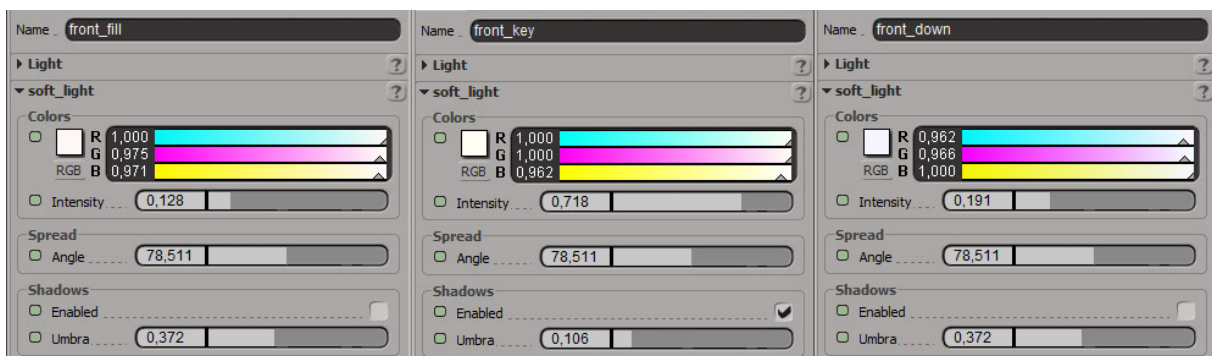 Name front_fill
Light ?
soft_light ?
Colors
R 1,000
G 0,975
RGB B 0,971
Intensity 0,128
Spread
Angle 78,511
Shadows
Enabled
Umbra 0,372
Name front_key
Light ?
soft_light ?
Colors
R 1,000
G 1,000
RGB B 0,962
Intensity 0,718
Spread
Angle 78,511
Shadows
Enabled
Umbra 0,106
Name front_down
Light ?
soft_light ?
Colors
R 0,962
G 0,966
RGB B 1,000
Intensity 0,191
Spread
Angle 78,511
Shadows
Enabled
Umbra 0,372